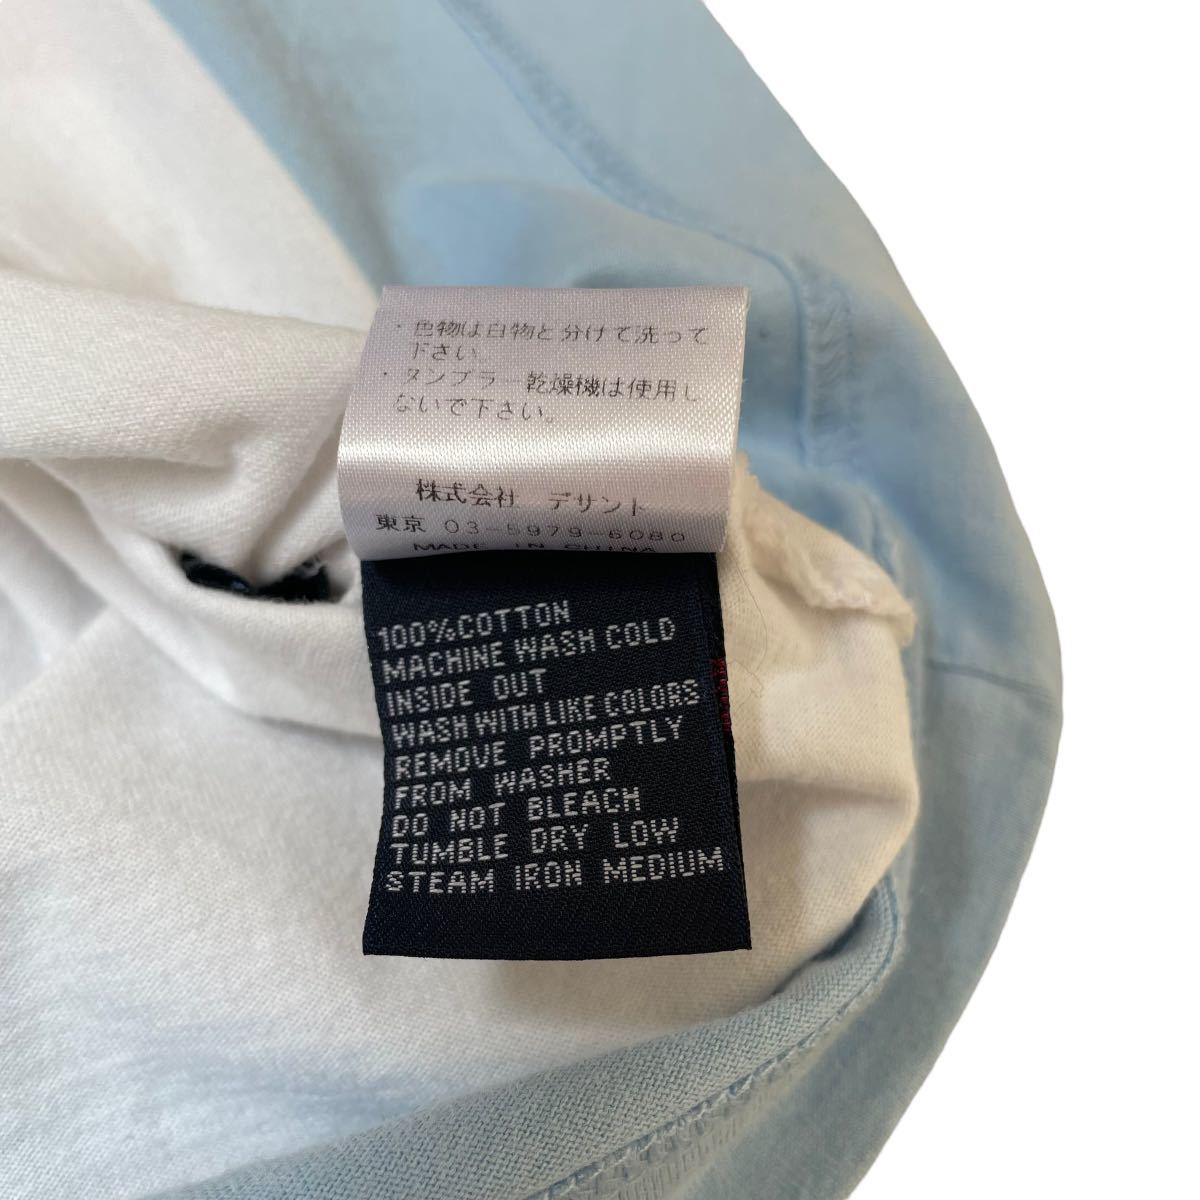 ・色物は白物と分けて洗って
下さい。
・タンブラー乾燥機は使用し
ないで下さい。
株式会社 デサント
東京 03-5979-6080
MADE IN CHINA
100%COTTON
MACHINE WASH COLD
INSIDE OUT
WASH WITH LIKE COLORS
REMOVE PROMPTLY
FROM WASHER
DO NOT BLEACH
TUMBLE DRY LOW
STEAM IRON MEDIUM